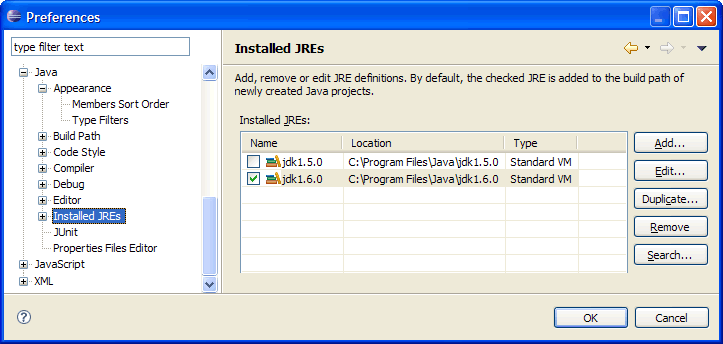 Preferences
type filter text
Java
Appearance
Members Sort Order
Type Filters
Build Path
Code Style
Compiler
Debug
Editor
Installed JREs
JUnit
Properties Files Editor
JavaScript
XML
Installed JREs
Add, remove or edit JRE definitions. By default, the checked JRE is added to the build path of
newly created Java projects.
Installed JREs:
Name Location Type
jdk1.5.0 C:\Program Files\Java\jdk1.5.0 Standard VM
jdk1.6.0 C:\Program Files\Java\jdk1.6.0 Standard VM
Add...
Edit...
Duplicate...
Remove
Search...
?
OK Cancel